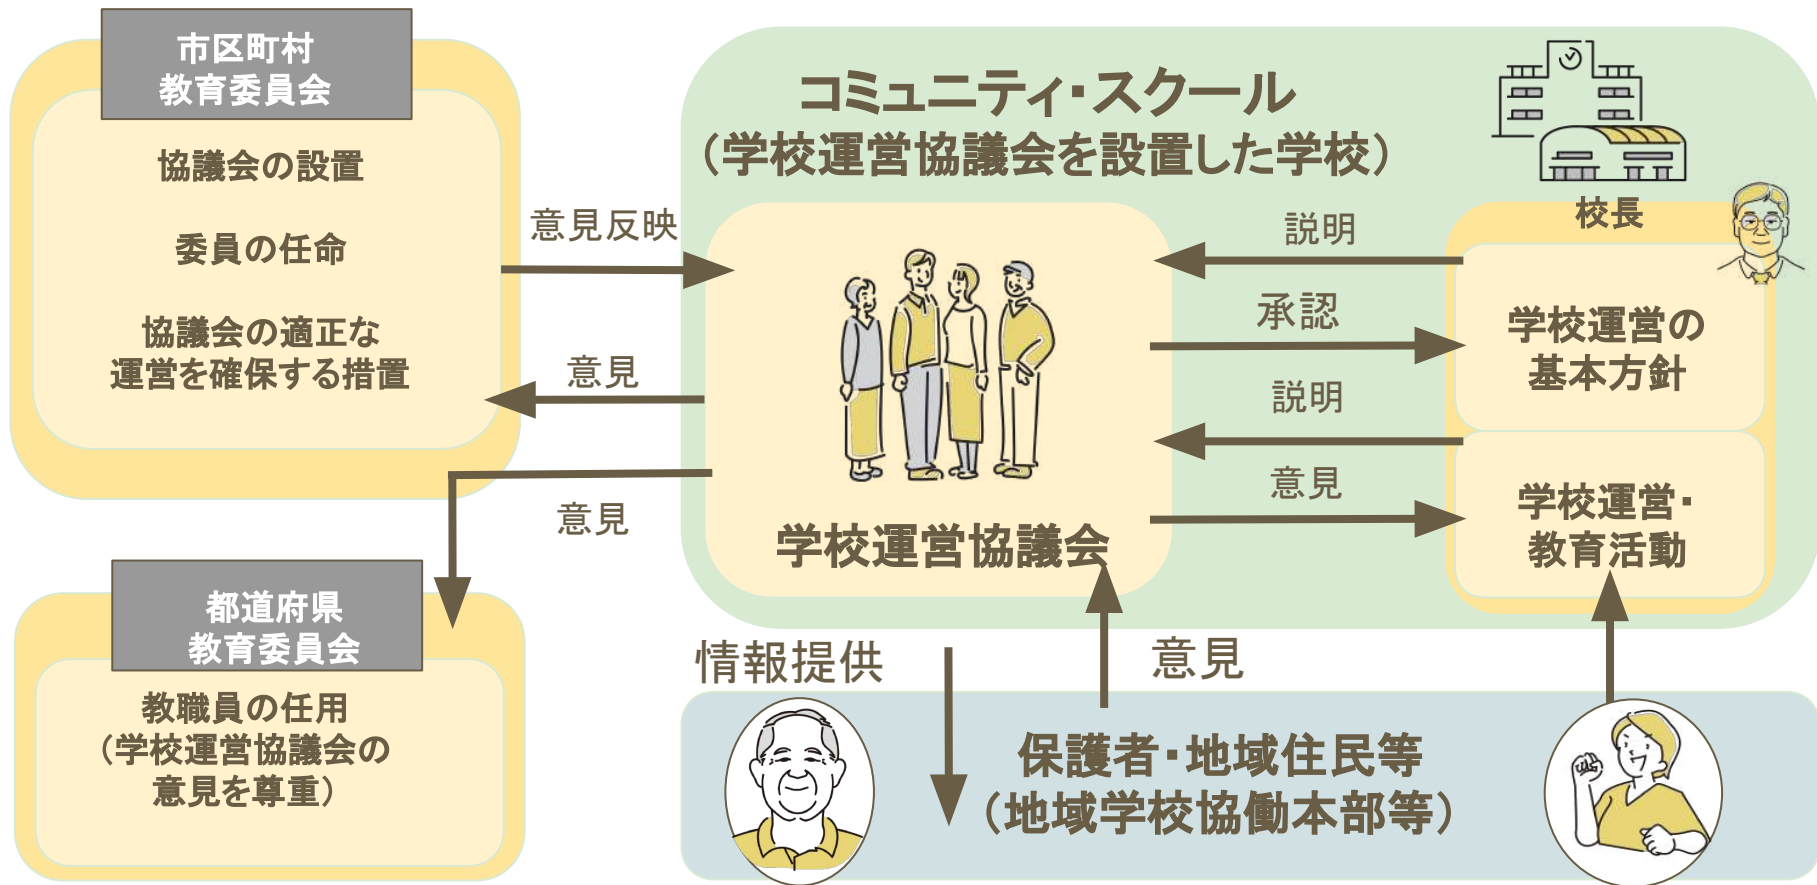 市区町村
教育委員会
協議会の設置
委員の任命
協議会の適正な
運営を確保する措置
意見反映
意見
意見
都道府県
教育委員会
教職員の任用
（学校運営協議会の
意見を尊重）
コミュニティ・スクール
（学校運営協議会を設置した学校）
学校運営協議会
説明
承認
説明
意見
校長
学校運営の
基本方針
学校運営・
教育活動
情報提供
意見
保護者・地域住民等
（地域学校協働本部等）